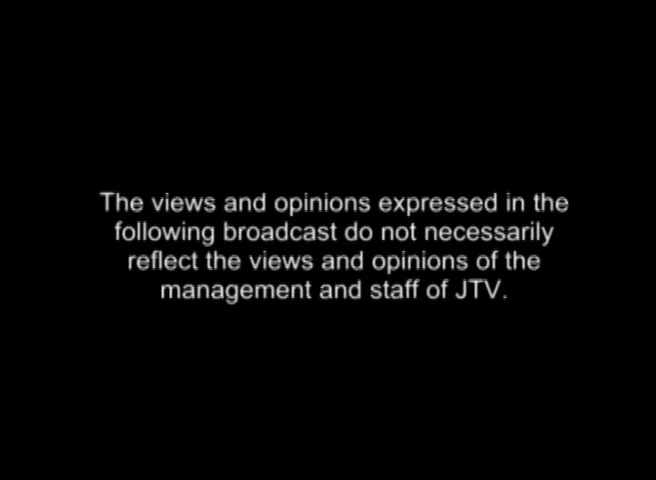 The views and opinions expressed in the
following broadcast do not necessarily
reflect the views and opinions of the
management and staff of JTV.